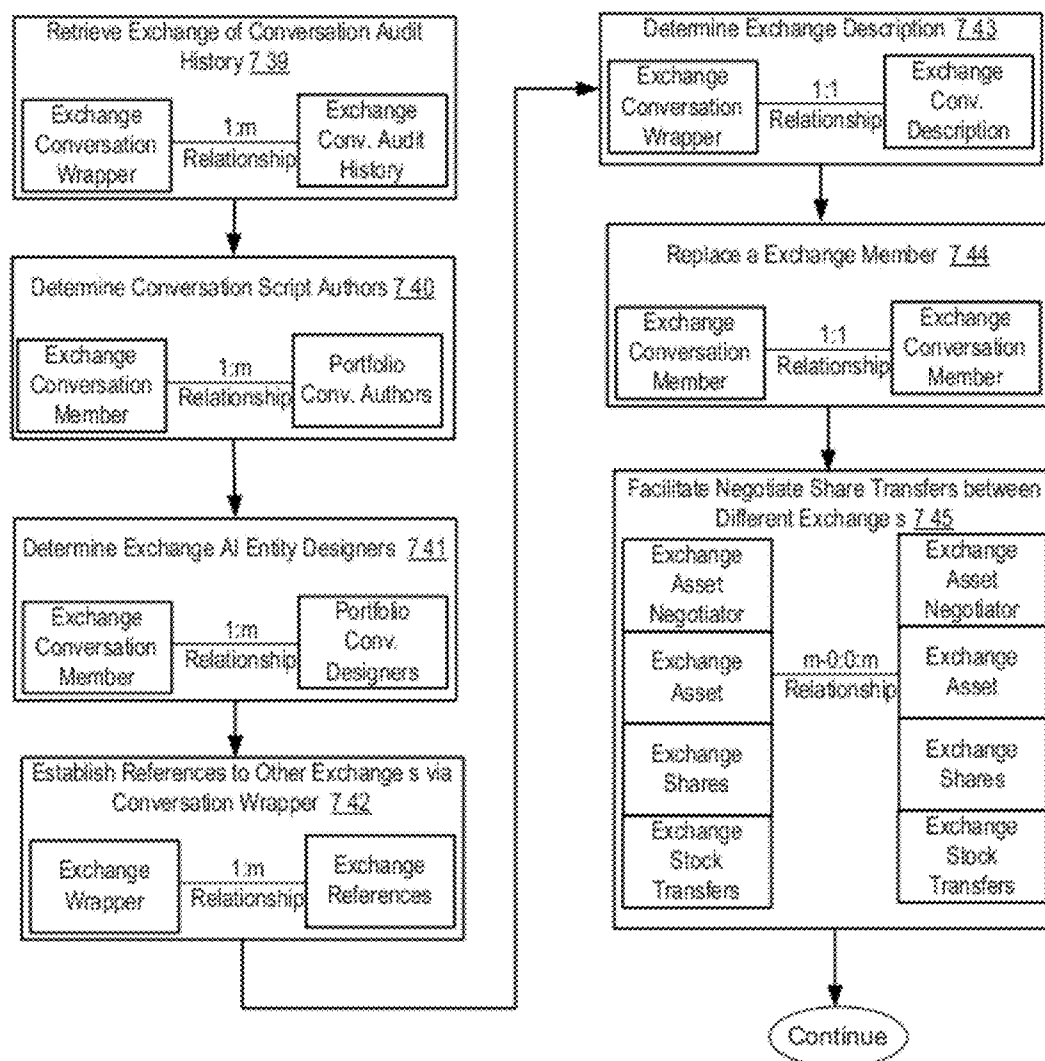 Retrieve Exchange of Conversation Audit
History 7.39
Exchange
Conversation
Wrapper
1:m
Relationship
Exchange
Conv. Audit
History
Determine Conversation Script Authors 7.40
Exchange
Conversation
Member
1:m
Relationship
Portfolio
Conv. Authors
Determine Exchange AI Entity Designers 7.41
Exchange
Conversation
Member
1:m
Relationship
Portfolio
Conv.
Designers
Establish References to Other Exchange s via
Conversation Wrapper 7.42
Exchange
Wrapper
1:m
Relationship
Exchange
References
Determine Exchange Description 7.43
Exchange
Conversation
Wrapper
1:1
Relationship
Exchange
Conv.
Description
Replace a Exchange Member 7.44
Exchange
Conversation
Member
1:1
Relationship
Exchange
Conversation
Member
Facilitate Negotiate Share Transfers between
Different Exchange s 7.45
Exchange
Asset
Negotiator
Exchange
Asset
Exchange
Shares
Exchange
Stock
Transfers
m-0:0:m
Relationship
Exchange
Asset
Negotiator
Exchange
Asset
Exchange
Shares
Exchange
Stock
Transfers
Continue